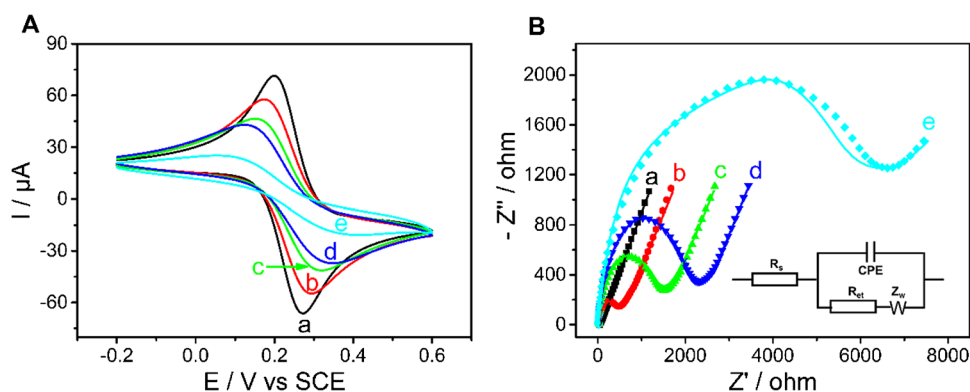 A
I / µA
90
60
30
0
-30
-60
-0.2
0.0
0.2
0.4
0.6
E / V vs SCE
a
b
c
d
e
B
- Z'' / ohm
2000
1600
1200
800
400
0
0
2000
4000
6000
8000
Z' / ohm
a
b
c
d
e
Rs
CPE
Ret
Zw